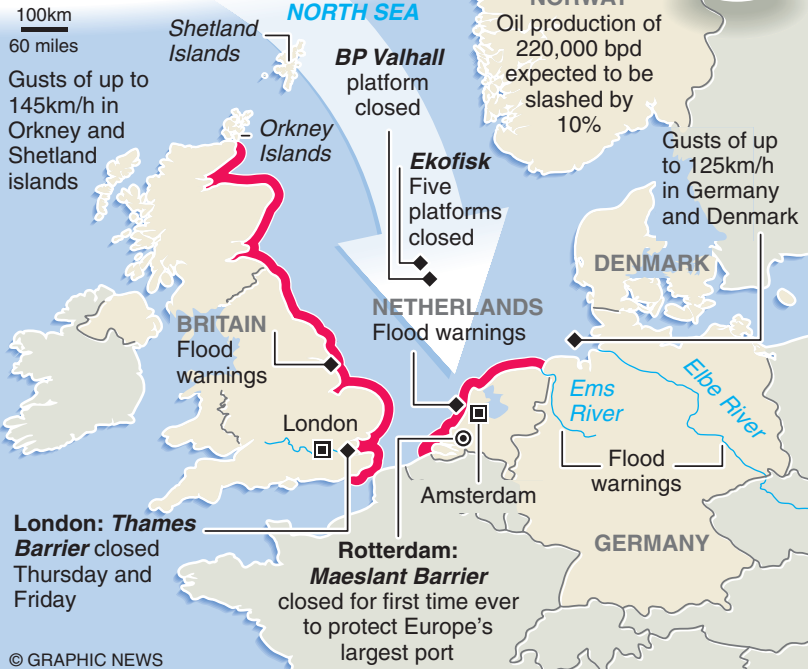 100km
60 miles
Gusts of up to
145km/h in
Orkney and
Shetland
islands
Shetland
Islands
NORTH SEA
Orkney
Islands
BP Valhall
platform
closed
Ekofisk
Five
platforms
closed
NORWAY
Oil production of
220,000 bpd
expected to be
slashed by
10%
Gusts of up
to 125km/h
in Germany
and Denmark
DENMARK
NETHERLANDS
Flood warnings
BRITAIN
Flood
warnings
London
Ems
River
Elbe River
Flood
warnings
Amsterdam
GERMANY
London: Thames
Barrier closed
Thursday and
Friday
Rotterdam:
Maeslant Barrier
closed for first time ever
to protect Europe's
largest port
© GRAPHIC NEWS